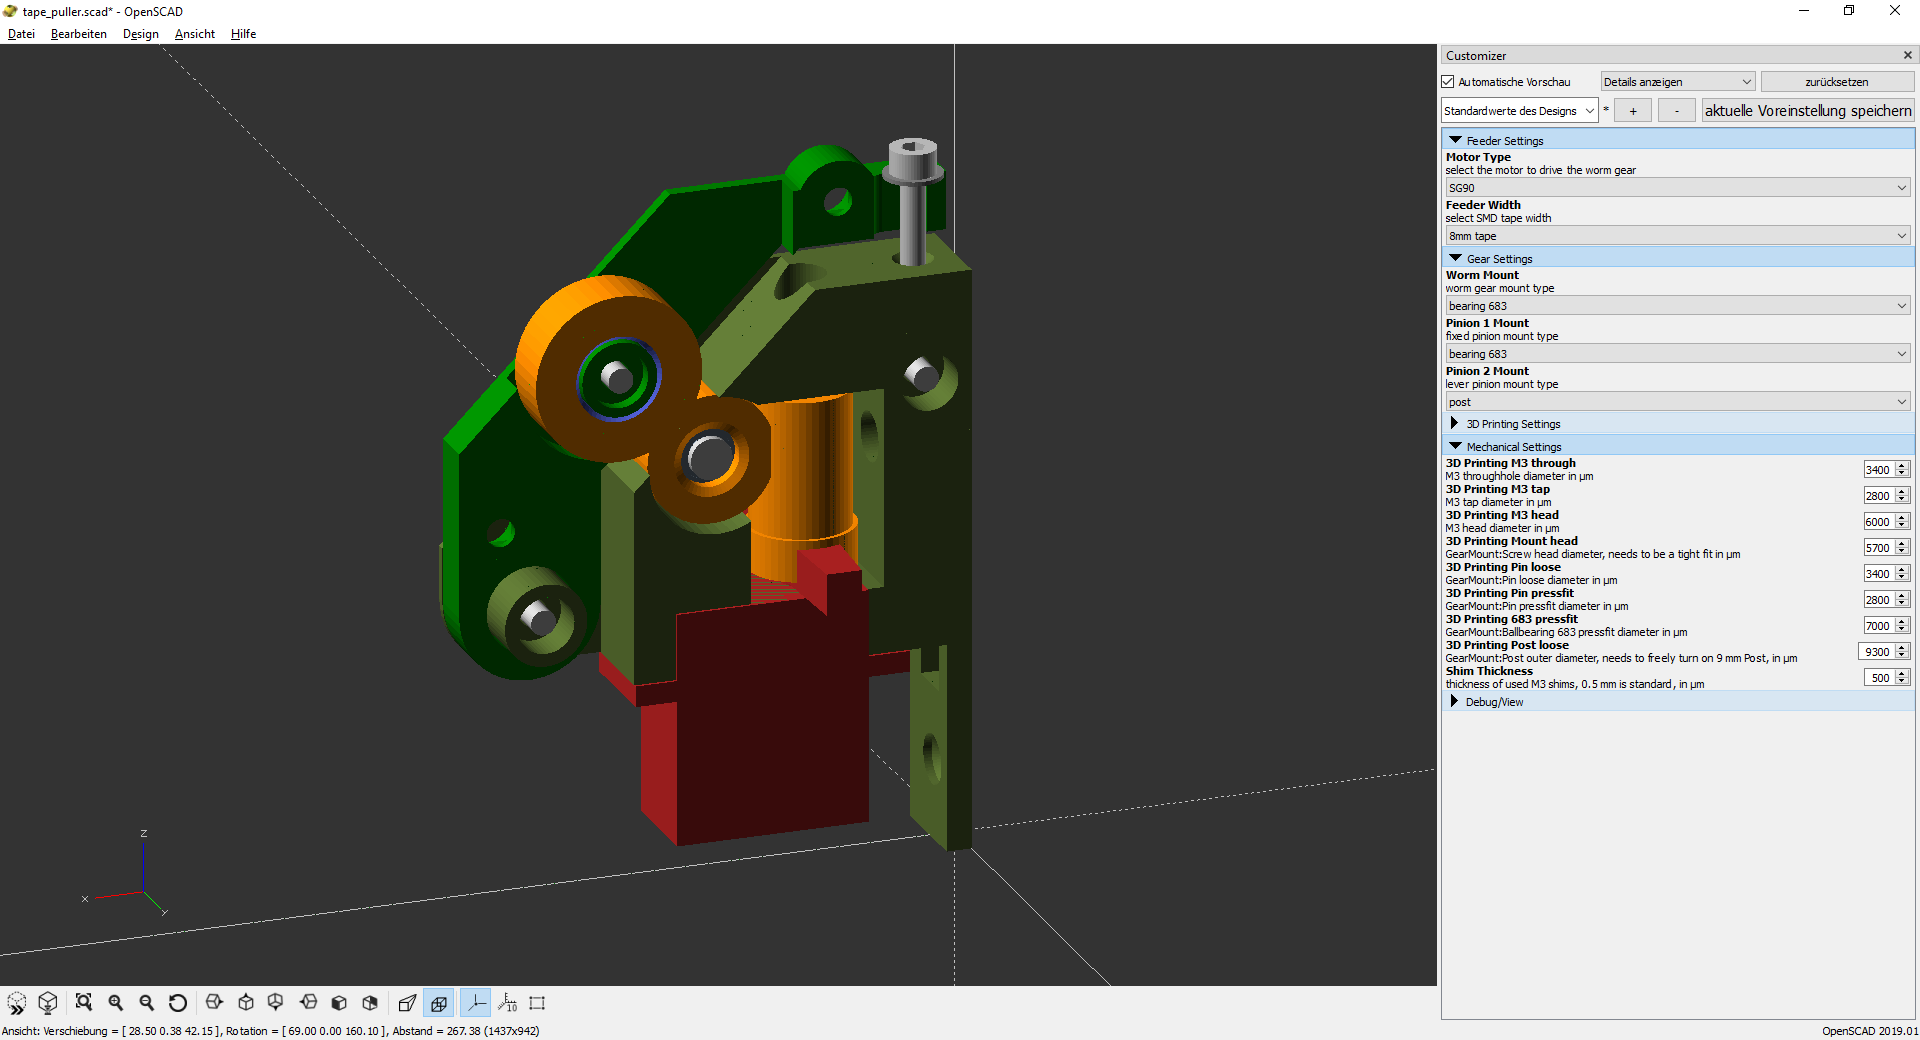 tape_puller.scad* - OpenSCAD
Datei Bearbeiten Design Ansicht Hilfe
Customizer
Automatische Vorschau Details anzeigen zurücksetzen
Standardwerte des Designs * + - aktuelle Voreinstellung speichern
Feeder Settings
Motor Type
select the motor to drive the worm gear
SG90
Feeder Width
select SMD tape width
8mm tape
Gear Settings
Worm Mount
worm gear mount type
bearing 683
Pinion 1 Mount
fixed pinion mount type
bearing 683
Pinion 2 Mount
lever pinion mount type
post
3D Printing Settings
Mechanical Settings
3D Printing M3 through
M3 throughhole diameter in µm
3400
3D Printing M3 tap
M3 tap diameter in µm
2800
3D Printing M3 head
M3 head diameter in µm
6000
3D Printing Mount head
GearMount:Screw head diameter, needs to be a tight fit in µm
5700
3D Printing Pin loose
GearMount:Pin loose diameter in µm
3400
3D Printing Pin pressfit
GearMount:Pin pressfit diameter in µm
2800
3D Printing 683 pressfit
GearMount:Ballbearing 683 pressfit diameter in µm
7000
3D Printing Post loose
GearMount:Post outer diameter, needs to freely turn on 9 mm Post, in µm
9300
Shim Thickness
thickness of used M3 shims, 0.5 mm is standard, in µm
500
Debug/View
z
x
y
10
Ansicht: Verschiebung = [ 28.50 0.38 42.15 ], Rotation = [ 69.00 0.00 160.10 ], Abstand = 267.38 (1437x942)
OpenSCAD 2019.01